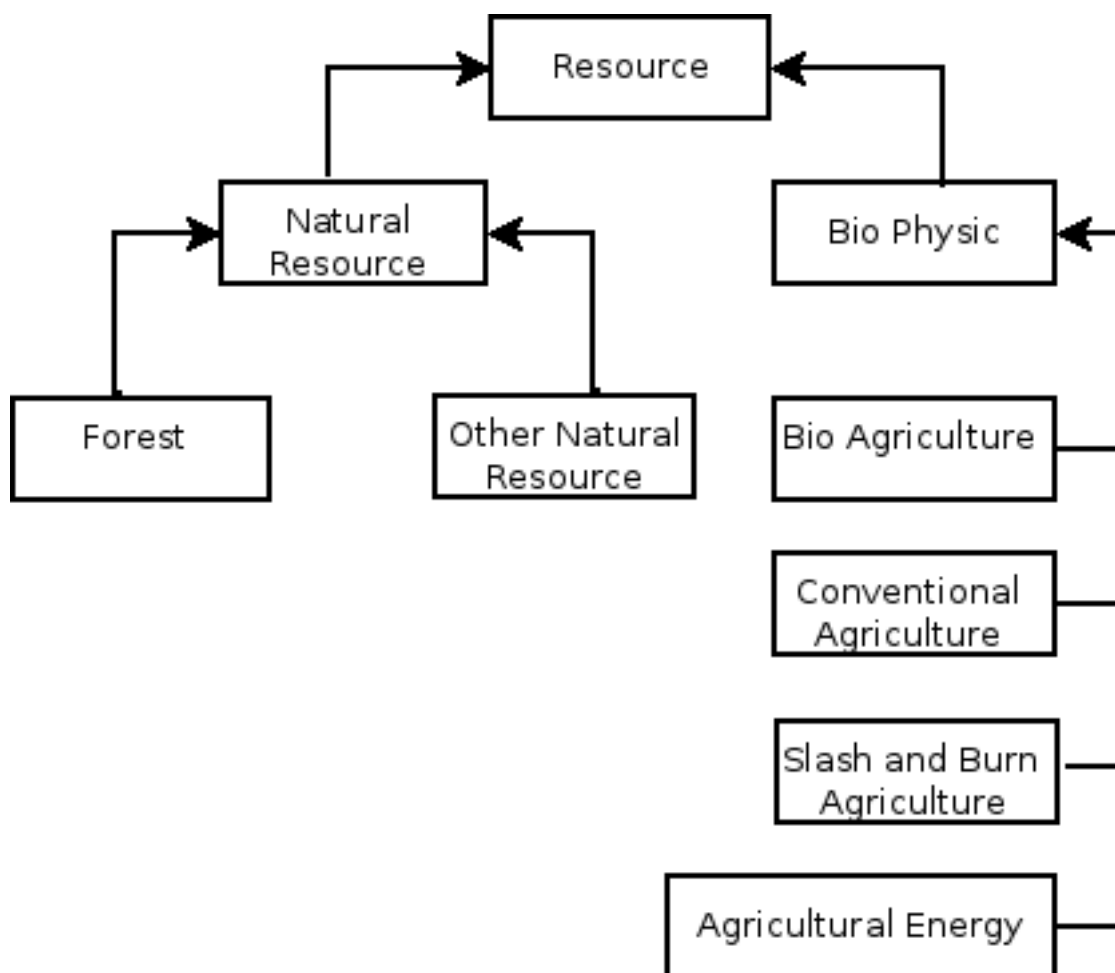 Resource
Natural
Resource
Bio Physic
Forest
Other Natural
Resource
Bio Agriculture
Conventional
Agriculture
Slash and Burn
Agriculture
Agricultural Energy